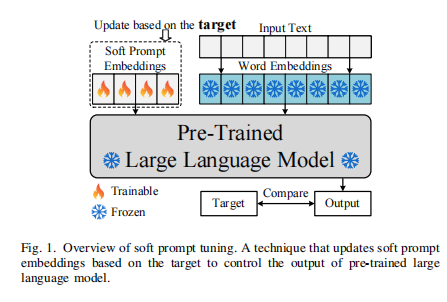 Update based on the target
Soft Prompt
Embeddings
Input Text
Word Embeddings
Pre-Trained
Large Language Model
Trainable
Frozen
Target
Compare
Output
Fig. 1. Overview of soft prompt tuning. A technique that updates soft prompt
embeddings based on the target to control the output of pre-trained large
language model.